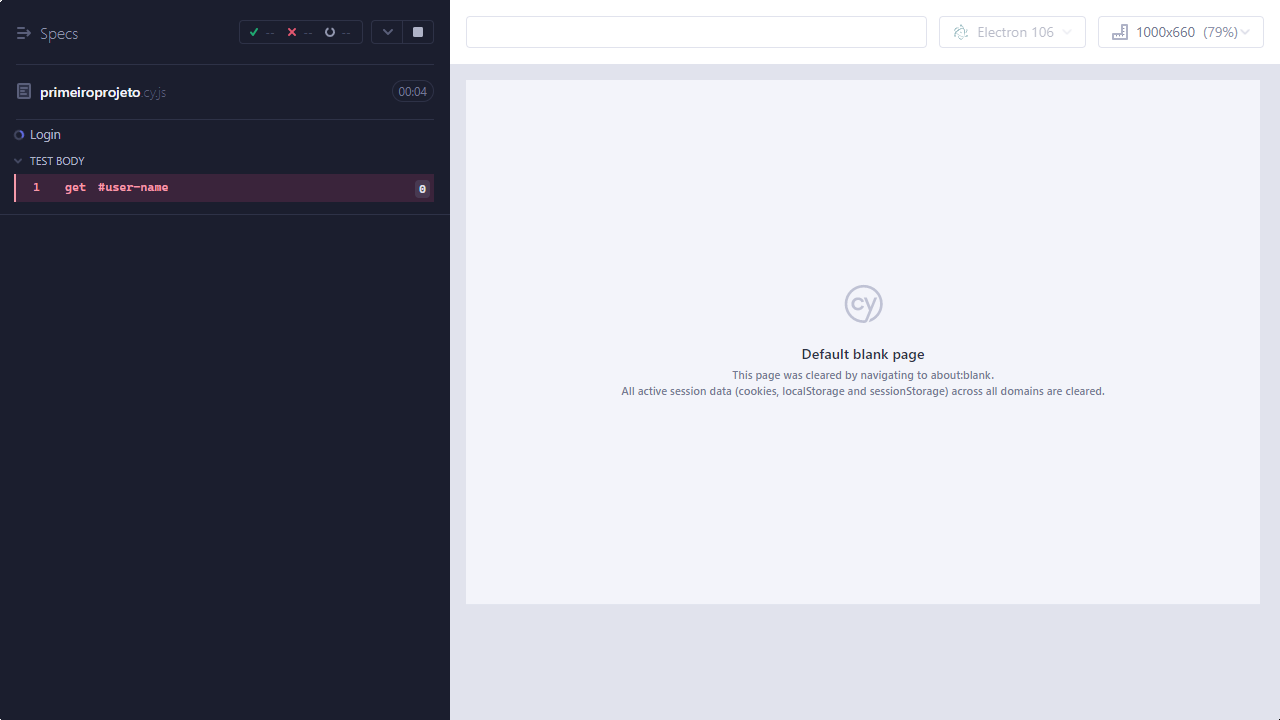 Specs
-- -- --
primeiroprojeto.cy.js
00:04
Login
TEST BODY
1 get #user-name 0
Electron 106
1000x660 (79%)
cy
Default blank page
This page was cleared by navigating to about:blank.
All active session data (cookies, localStorage and sessionStorage) across all domains are cleared.